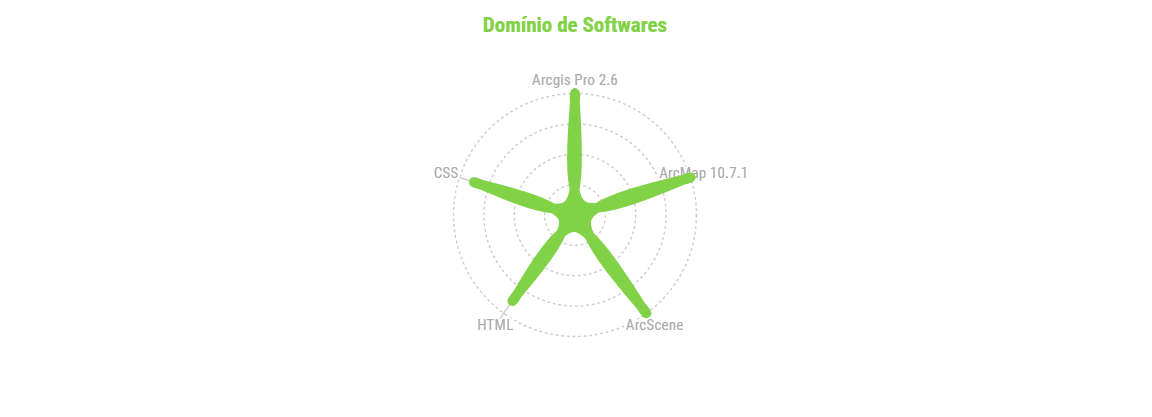 Domínio de Softwares
Arcgis Pro 2.6
CSS
ArcMap 10.7.1
HTML
ArcScene